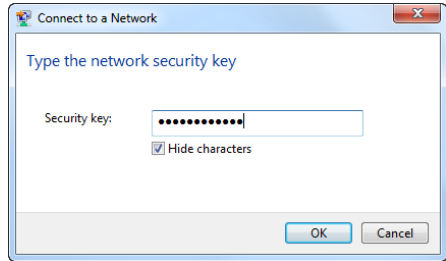 Connect to a Network
Type the network security key
Security key: ●●●●●●●●●●●●
Hide characters
OK Cancel